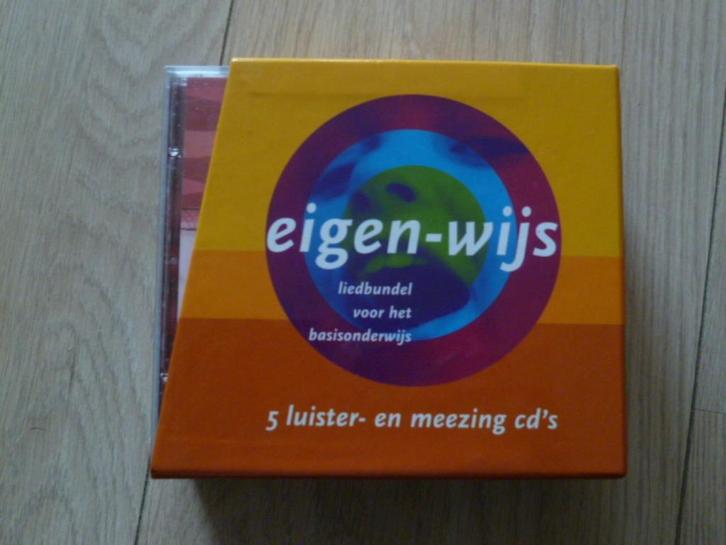 eigen-wijs
liedbundel
voor het
basisonderwijs
5 luister- en meezing cd's